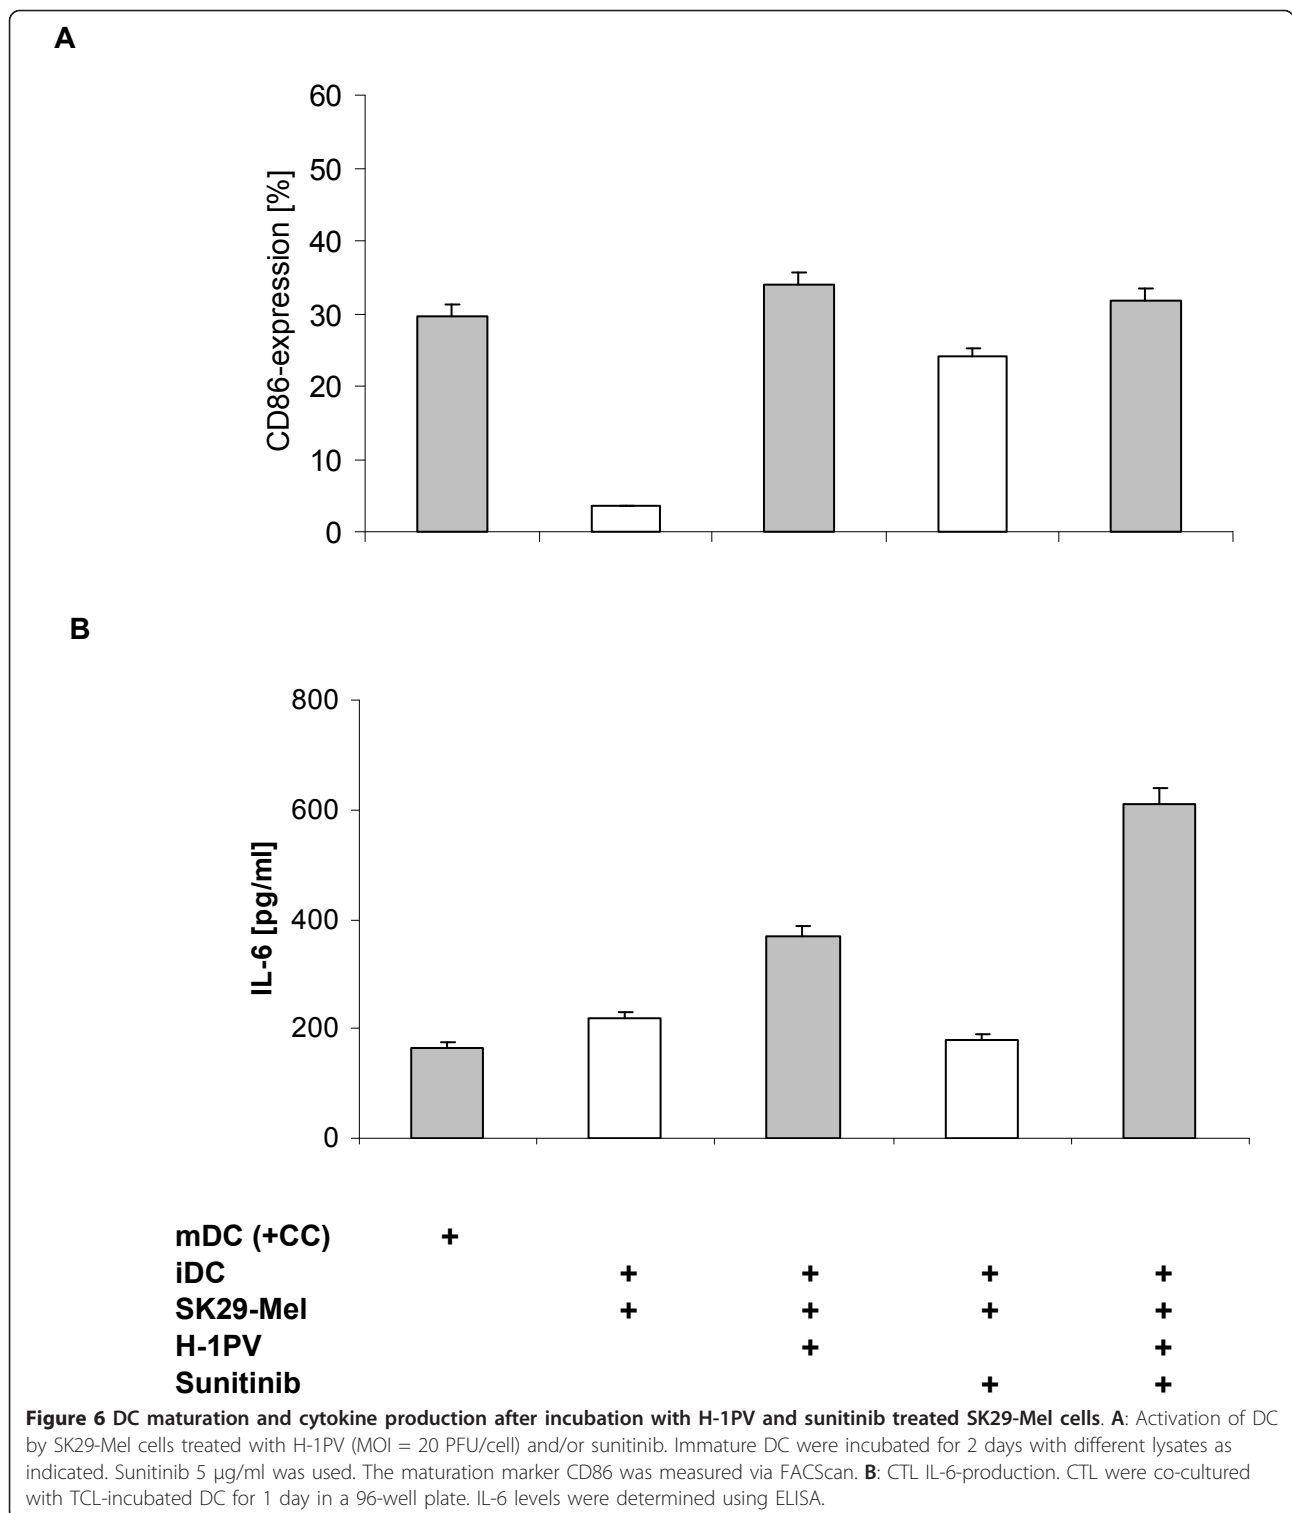 A
60
50
40
30
20
10
0
CD86-expression [%]
B
800
600
400
200
0
IL-6 [pg/ml]
mDC (+CC) +
iDC + + + +
SK29-Mel + + + +
H-1PV + +
Sunitinib + +
Figure 6 DC maturation and cytokine production after incubation with H-1PV and sunitinib treated SK29-Mel cells. A: Activation of DC
by SK29-Mel cells treated with H-1PV (MOI = 20 PFU/cell) and/or sunitinib. Immature DC were incubated for 2 days with different lysates as
indicated. Sunitinib 5 μg/ml was used. The maturation marker CD86 was measured via FACScan. B: CTL IL-6-production. CTL were co-cultured
with TCL-incubated DC for 1 day in a 96-well plate. IL-6 levels were determined using ELISA.